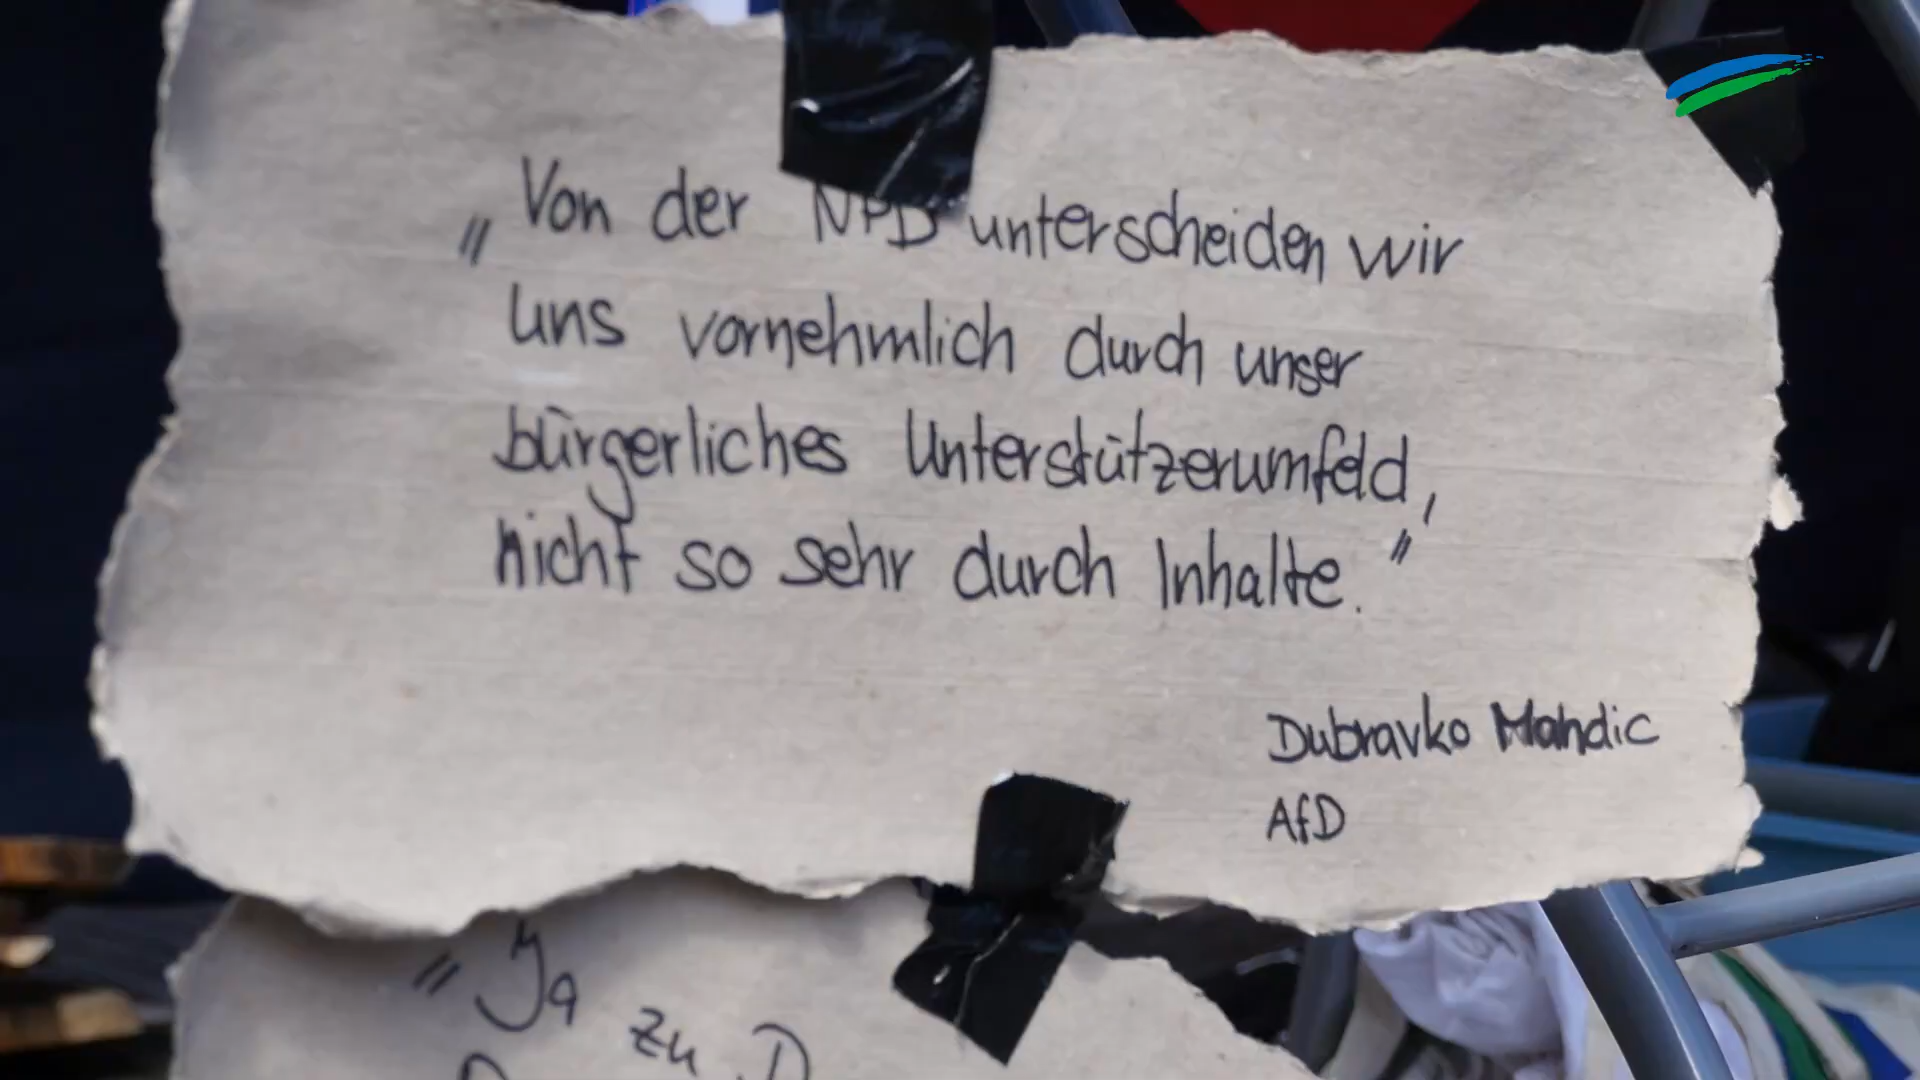 „Von der NPD unterscheiden wir
uns vornehmlich durch unser
bürgerliches Unterstützerumfeld,
nicht so sehr durch Inhalte."
Dubravko Mandic
AfD
„Ja zu D